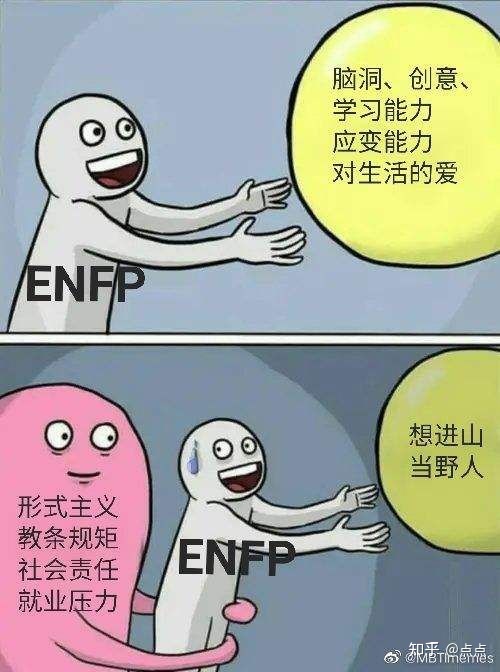 脑洞、创意、
学习能力
应变能力
对生活的爱
ENFP
想进山
当野人
形式主义
教条规矩
社会责任
就业压力
ENFP
知乎 @点点
@MBTImemes